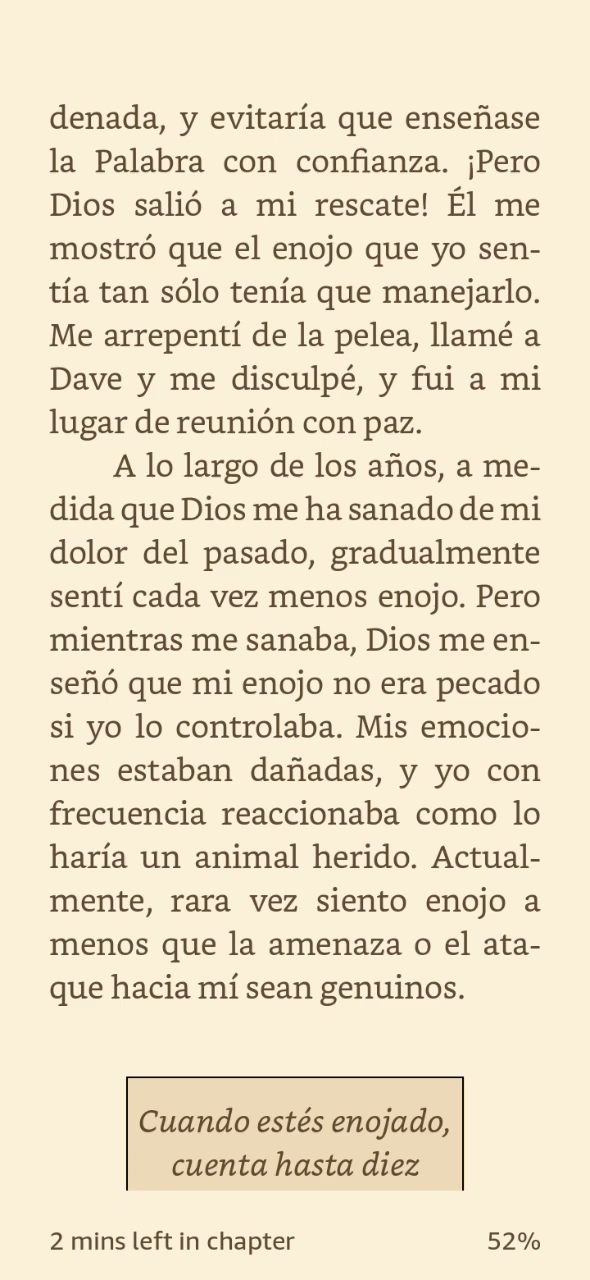 denada, y evitaría que enseñase
la Palabra con confianza. ¡Pero
Dios salió a mi rescate! Él me
mostró que el enojo que yo sen-
tía tan sólo tenía que manejarlo.
Me arrepentí de la pelea, llamé a
Dave y me disculpé, y fui a mi
lugar de reunión con paz.
A lo largo de los años, a me-
dida que Dios me ha sanado de mi
dolor del pasado, gradualmente
sentí cada vez menos enojo. Pero
mientras me sanaba, Dios me en-
señó que mi enojo no era pecado
si yo lo controlaba. Mis emocio-
nes estaban dañadas, y yo con
frecuencia reaccionaba como lo
haría un animal herido. Actual-
mente, rara vez siento enojo a
menos que la amenaza o el ata-
que hacia mí sean genuinos.
Cuando estés enojado,
cuenta hasta diez
2 mins left in chapter 52%